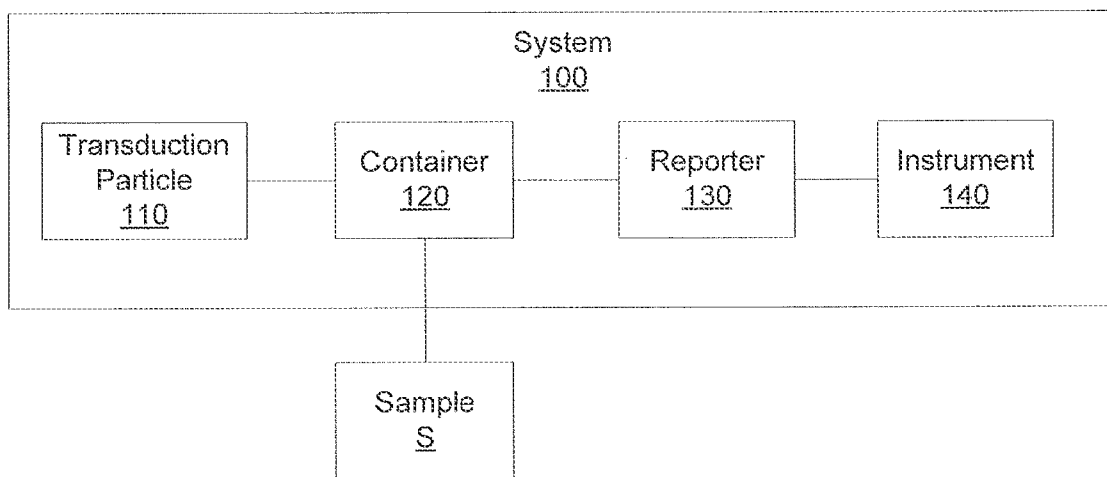 System
100
Transduction
Particle
110
Container
120
Reporter
130
Instrument
140
Sample
S